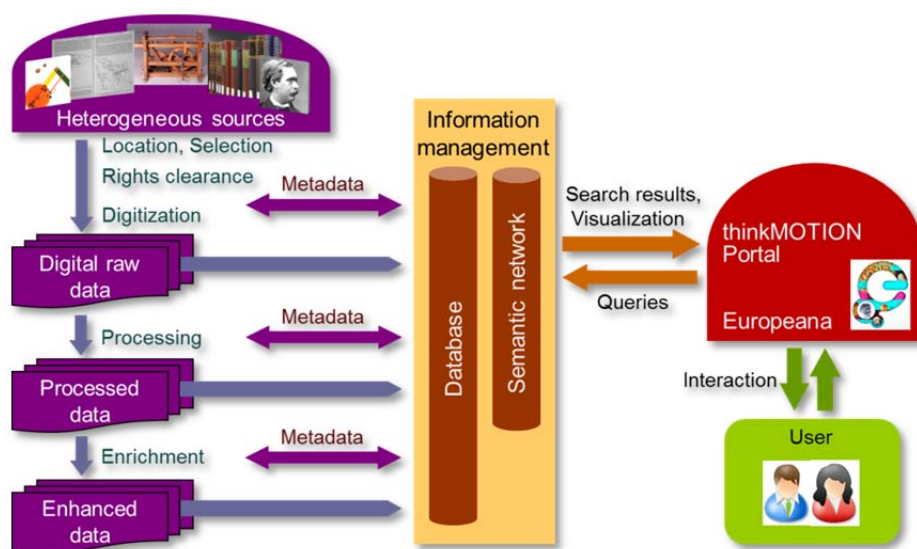 Heterogeneous sources
Location, Selection
Rights clearance
Digitization
Metadata
Digital raw
data
Processing
Metadata
Processed
data
Enrichment
Metadata
Enhanced
data
Information
management
Database
Semantic network
Search results,
Visualization
Queries
thinkMOTION
Portal
Europeana
Interaction
User